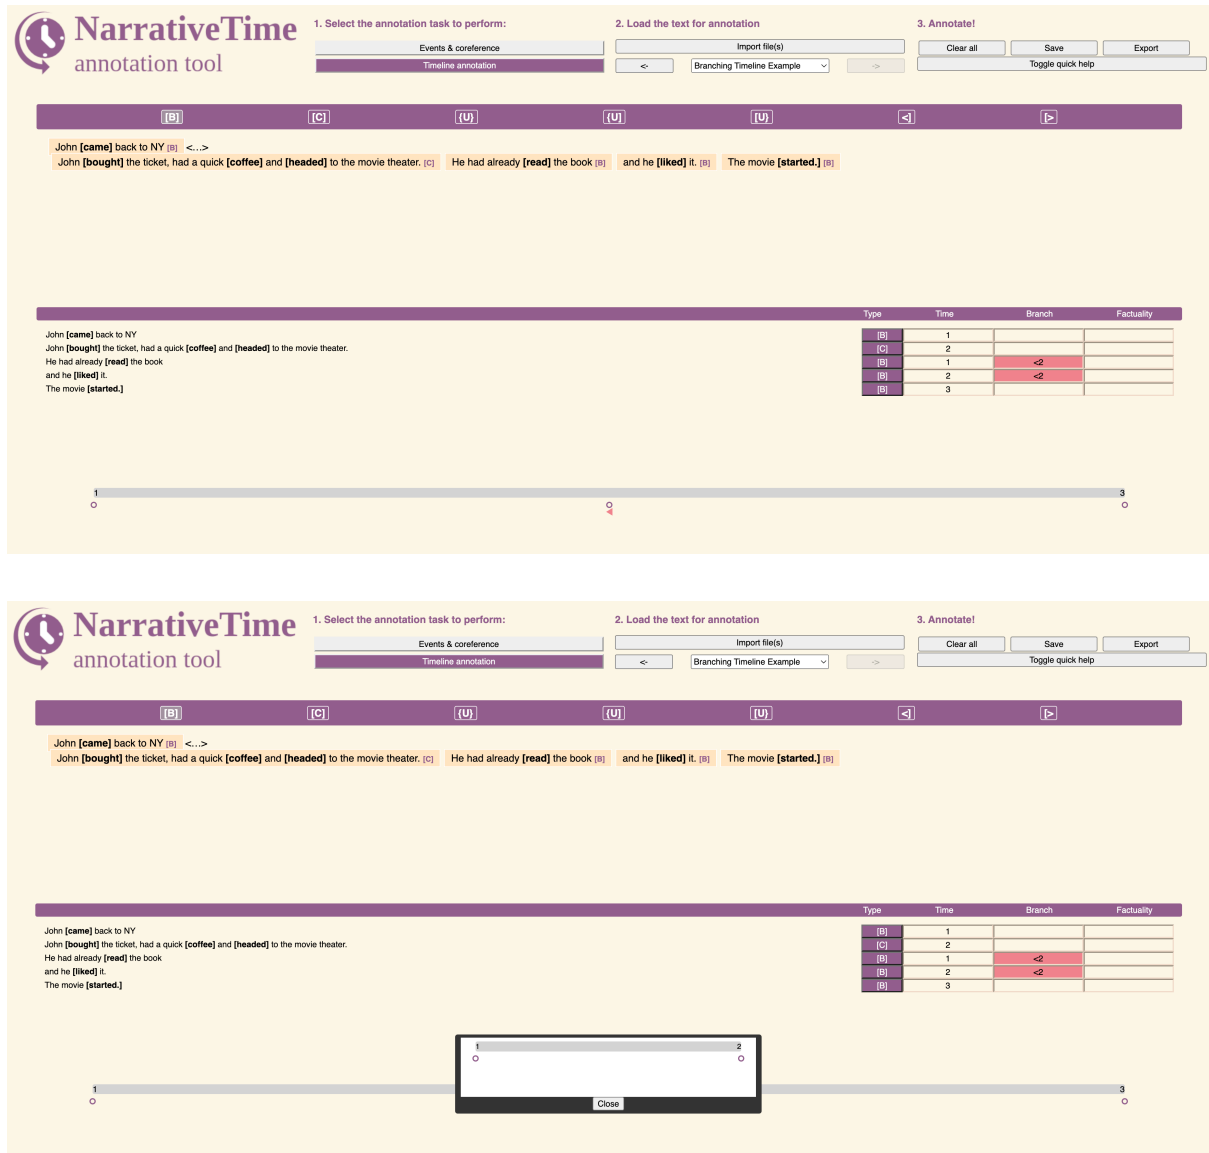 NarrativeTime
annotation tool
1. Select the annotation task to perform:
Events & coreference
Timeline annotation
2. Load the text for annotation
Import file(s)
<-
Branching Timeline Example
->
3. Annotate!
Clear all Save Export
Toggle quick help
[B] [C] {U} {U] [U} <] [>
John [came] back to NY [B] <...>
John [bought] the ticket, had a quick [coffee] and [headed] to the movie theater. [C] He had already [read] the book [B] and he [liked] it. [B] The movie [started.] [B]
Type Time Branch Factuality
John [came] back to NY [B] 1
John [bought] the ticket, had a quick [coffee] and [headed] to the movie theater. [C] 2
He had already [read] the book [B] 1 <2
and he [liked] it. [B] 2 <2
The movie [started.] [B] 3
1 3
NarrativeTime
annotation tool
1. Select the annotation task to perform:
Events & coreference
Timeline annotation
2. Load the text for annotation
Import file(s)
<-
Branching Timeline Example
->
3. Annotate!
Clear all Save Export
Toggle quick help
[B] [C] {U} {U] [U} <] [>
John [came] back to NY [B] <...>
John [bought] the ticket, had a quick [coffee] and [headed] to the movie theater. [C] He had already [read] the book [B] and he [liked] it. [B] The movie [started.] [B]
Type Time Branch Factuality
John [came] back to NY [B] 1
John [bought] the ticket, had a quick [coffee] and [headed] to the movie theater. [C] 2
He had already [read] the book [B] 1 <2
and he [liked] it. [B] 2 <2
The movie [started.] [B] 3
1 2
1 3
Close